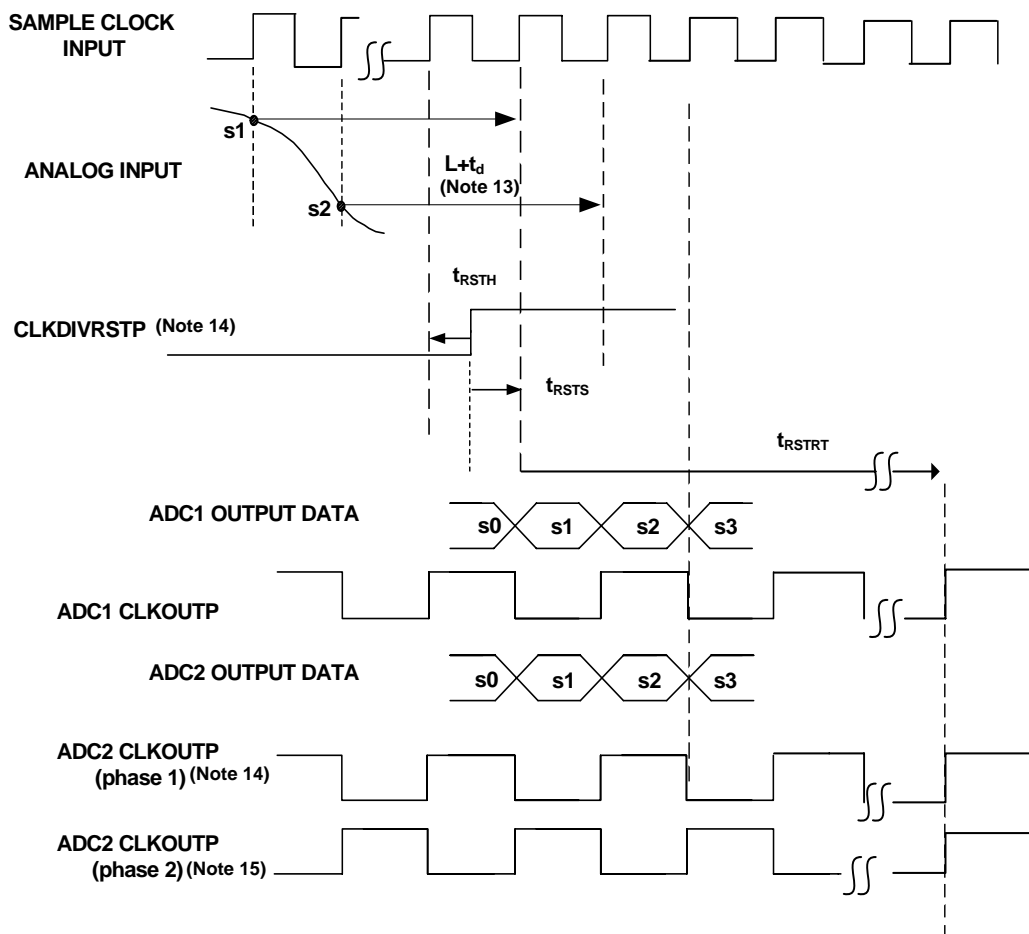 SAMPLE CLOCK
INPUT
s1
ANALOG INPUT
L+td
(Note 13)
s2
tRSTH
CLKDIVRSTP (Note 14)
tRSTS
tRSTRT
ADC1 OUTPUT DATA
s0 s1 s2 s3
ADC1 CLKOUTP
ADC2 OUTPUT DATA
s0 s1 s2 s3
ADC2 CLKOUTP
(phase 1) (Note 14)
ADC2 CLKOUTP
(phase 2) (Note 15)